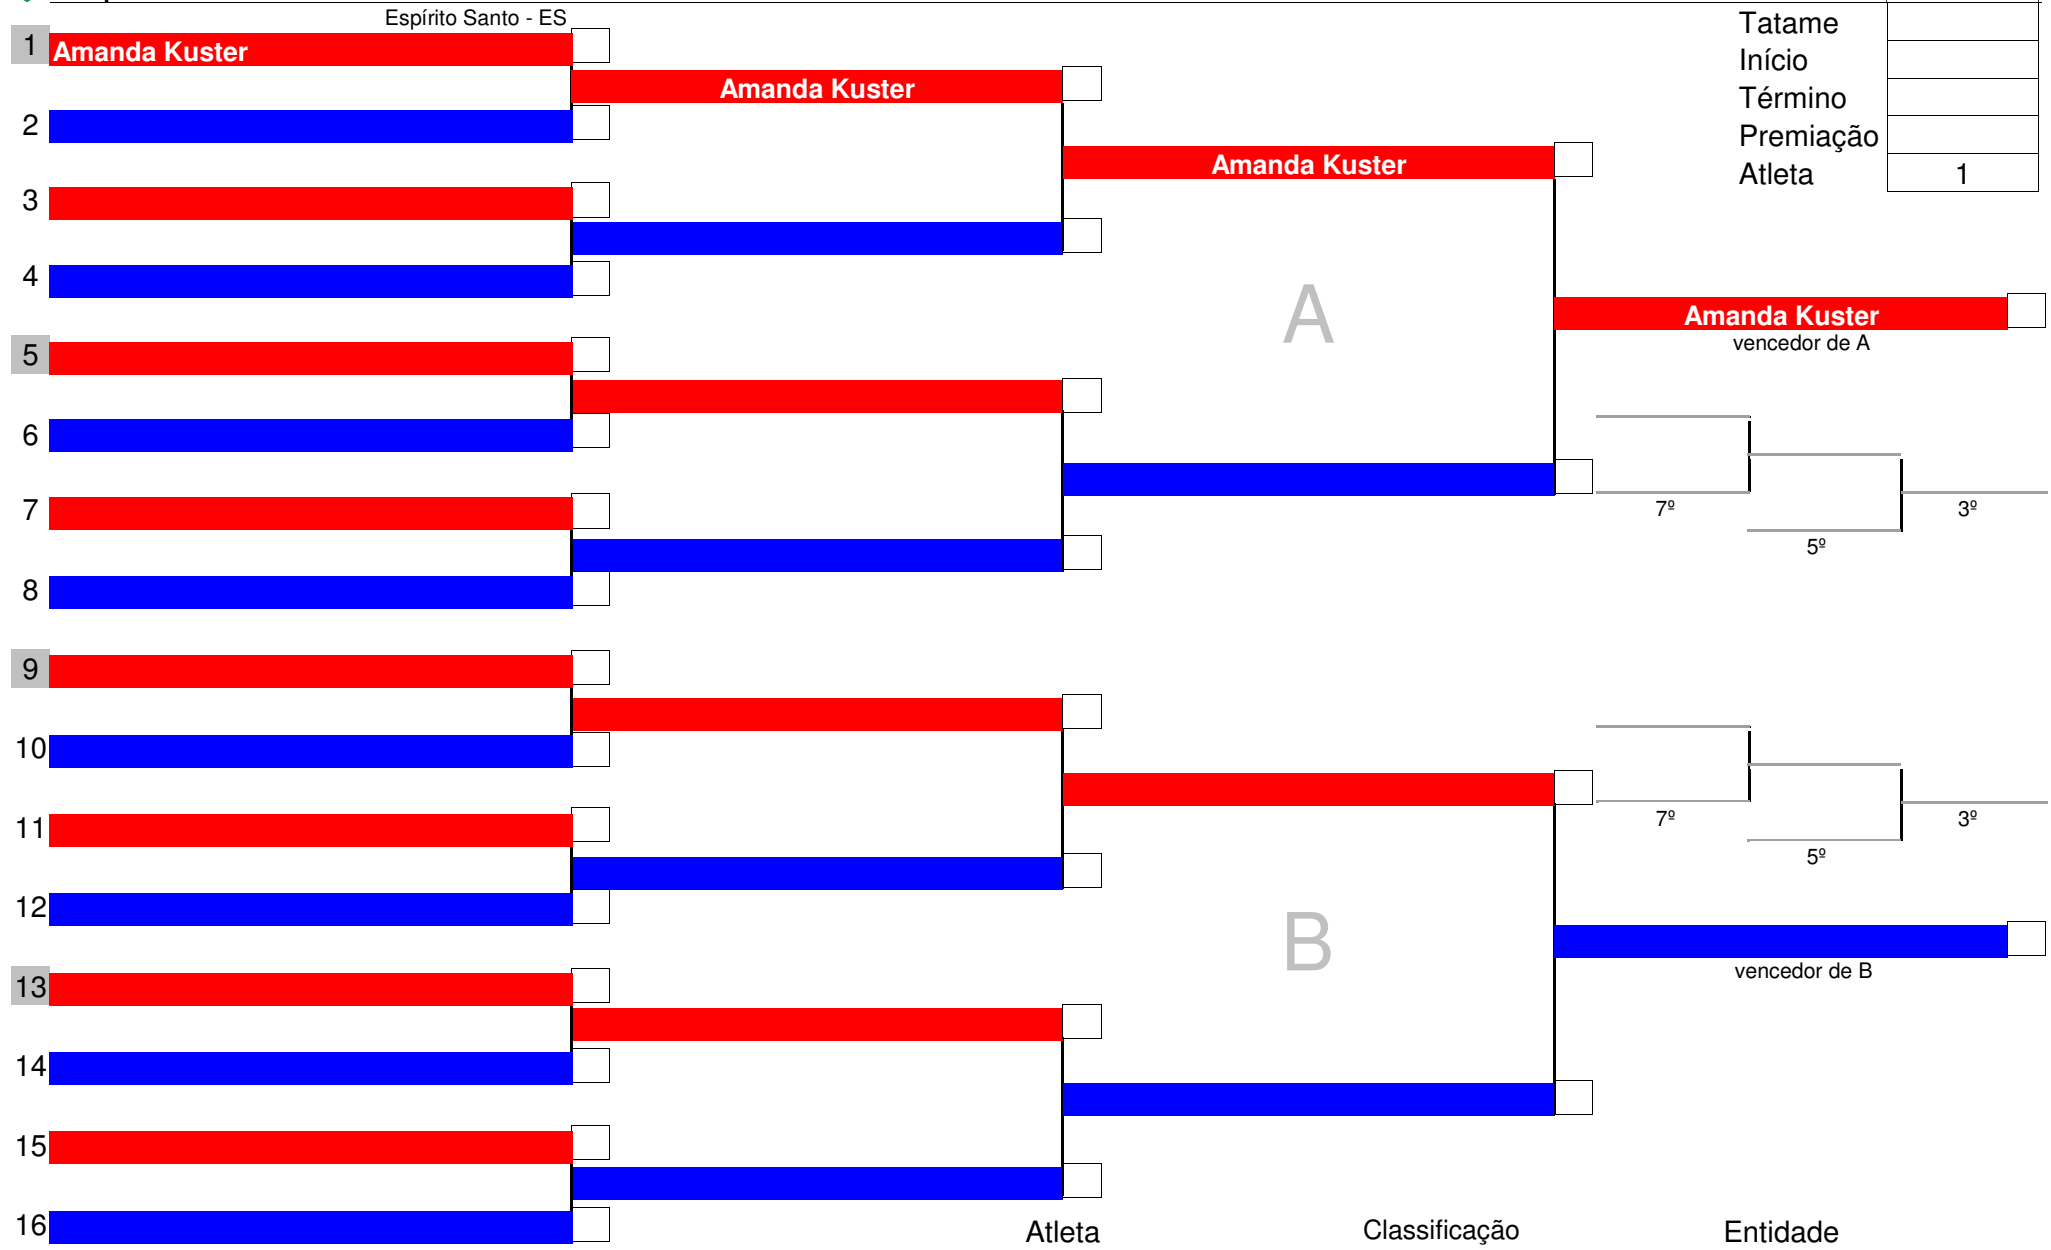 Espírito Santo - ES
Tatame
Início
Término
Premiação
Atleta 1
1 Amanda Kuster
Amanda Kuster
2
Amanda Kuster
3
4
A
Amanda Kuster
vencedor de A
5
6
7
7º 3º
5º
8
9
10
11
7º 3º
5º
12
B
vencedor de B
13
14
15
16
Atleta Classificação Entidade